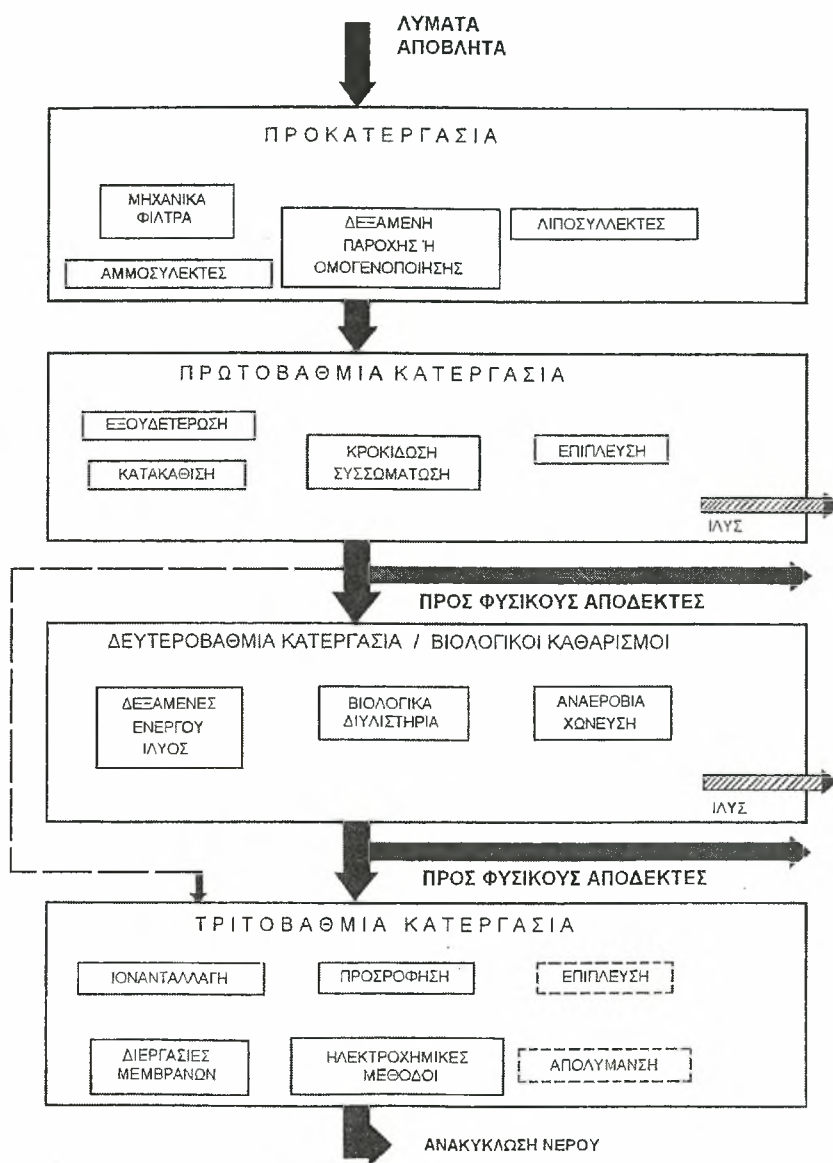 ΛΥΜΑΤΑ
ΑΠΟΒΛΗΤΑ
ΠΡΟΚΑΤΕΡΓΑΣΙΑ
ΜΗΧΑΝΙΚΑ
ΦΙΛΤΡΑ
ΔΕΞΑΜΕΝΗ
ΠΑΡΟΧΗΣ Ή
ΟΜΟΓΕΝΟΠΟΙΗΣΗΣ
ΛΙΠΟΣΥΛΛΕΚΤΕΣ
ΑΜΜΟΣΥΛΕΚΤΕΣ
ΠΡΩΤΟΒΑΘΜΙΑ ΚΑΤΕΡΓΑΣΙΑ
ΕΞΟΥΔΕΤΕΡΩΣΗ
ΚΑΤΑΚΑΘΙΣΗ
ΚΡΟΚΙΔΩΣΗ
ΣΥΣΣΩΜΑΤΩΣΗ
ΕΠΙΠΛΕΥΣΗ
ΙΛΥΣ
ΠΡΟΣ ΦΥΣΙΚΟΥΣ ΑΠΟΔΕΚΤΕΣ
ΔΕΥΤΕΡΟΒΑΘΜΙΑ ΚΑΤΕΡΓΑΣΙΑ / ΒΙΟΛΟΓΙΚΟΙ ΚΑΘΑΡΙΣΜΟΙ
ΔΕΞΑΜΕΝΕΣ
ΕΝΕΡΓΟΥ
ΙΛΥΟΣ
ΒΙΟΛΟΓΙΚΑ
ΔΙΥΛΙΣΤΗΡΙΑ
ΑΝΑΕΡΟΒΙΑ
ΧΩΝΕΥΣΗ
ΙΛΥΣ
ΠΡΟΣ ΦΥΣΙΚΟΥΣ ΑΠΟΔΕΚΤΕΣ
ΤΡΙΤΟΒΑΘΜΙΑ ΚΑΤΕΡΓΑΣΙΑ
ΙΟΝΑΝΤΑΛΛΑΓΗ
ΠΡΟΣΡΟΦΗΣΗ
ΕΠΙΠΛΕΥΣΗ
ΔΙΕΡΓΑΣΙΕΣ
ΜΕΜΒΡΑΝΩΝ
ΗΛΕΚΤΡΟΧΗΜΙΚΕΣ
ΜΕΘΟΔΟΙ
ΑΠΟΛΥΜΑΝΣΗ
ΑΝΑΚΥΚΛΩΣΗ ΝΕΡΟΥ